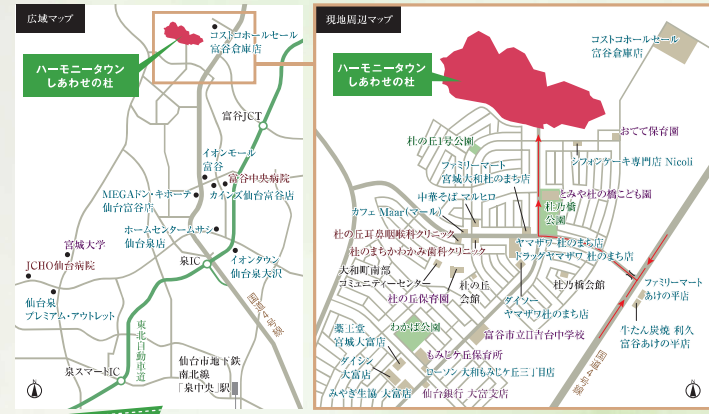 広域マップ
コストコホールセール
富谷倉庫店
ハーモニータウン
しあわせの杜
富谷JCT
イオンモール
富谷
富谷中央病院
MEGAドン・キホーテ
仙台富谷店
カインズ仙台富谷店
ホームセンタームサシ
仙台泉店
宮城大学
JCHO仙台病院
泉IC
イオンタウン
仙台泉大沢
仙台泉
プレミアム・アウトレット
国道4号線
東北自動車道
仙台市地下鉄
南北線
「泉中央」駅
泉スマートIC
現地周辺マップ
コストコホールセール
富谷倉庫店
ハーモニータウン
しあわせの杜
おてて保育園
杜の丘1号公園
シフォンケーキ専門店 Nicoli
ファミリーマート
宮城大和杜のまち店
とみや杜の橋こども園
中華そば マルヒロ
杜乃橋
公園
カフェ Màar(マール)
杜の丘耳鼻咽喉科クリニック
ヤマザワ 杜のまち店
ドラッグヤマザワ 杜のまち店
杜のまちかわかみ歯科クリニック
大和町南部
コミュニティーセンター
杜の丘
会館
杜乃橋会館
ファミリーマート
あけの平店
杜の丘保育園
ダイソー
ヤマザワ杜のまち店
薬王堂
宮城大富店
わかば公園
富谷市立日吉台中学校
牛たん炭焼 利久
富谷あけの平店
もみじケ丘保育所
ダイシン
大富店
ローソン 大和もみじケ丘三丁目店
国道4号線
みやぎ生協 大富店
仙台銀行 大富支店